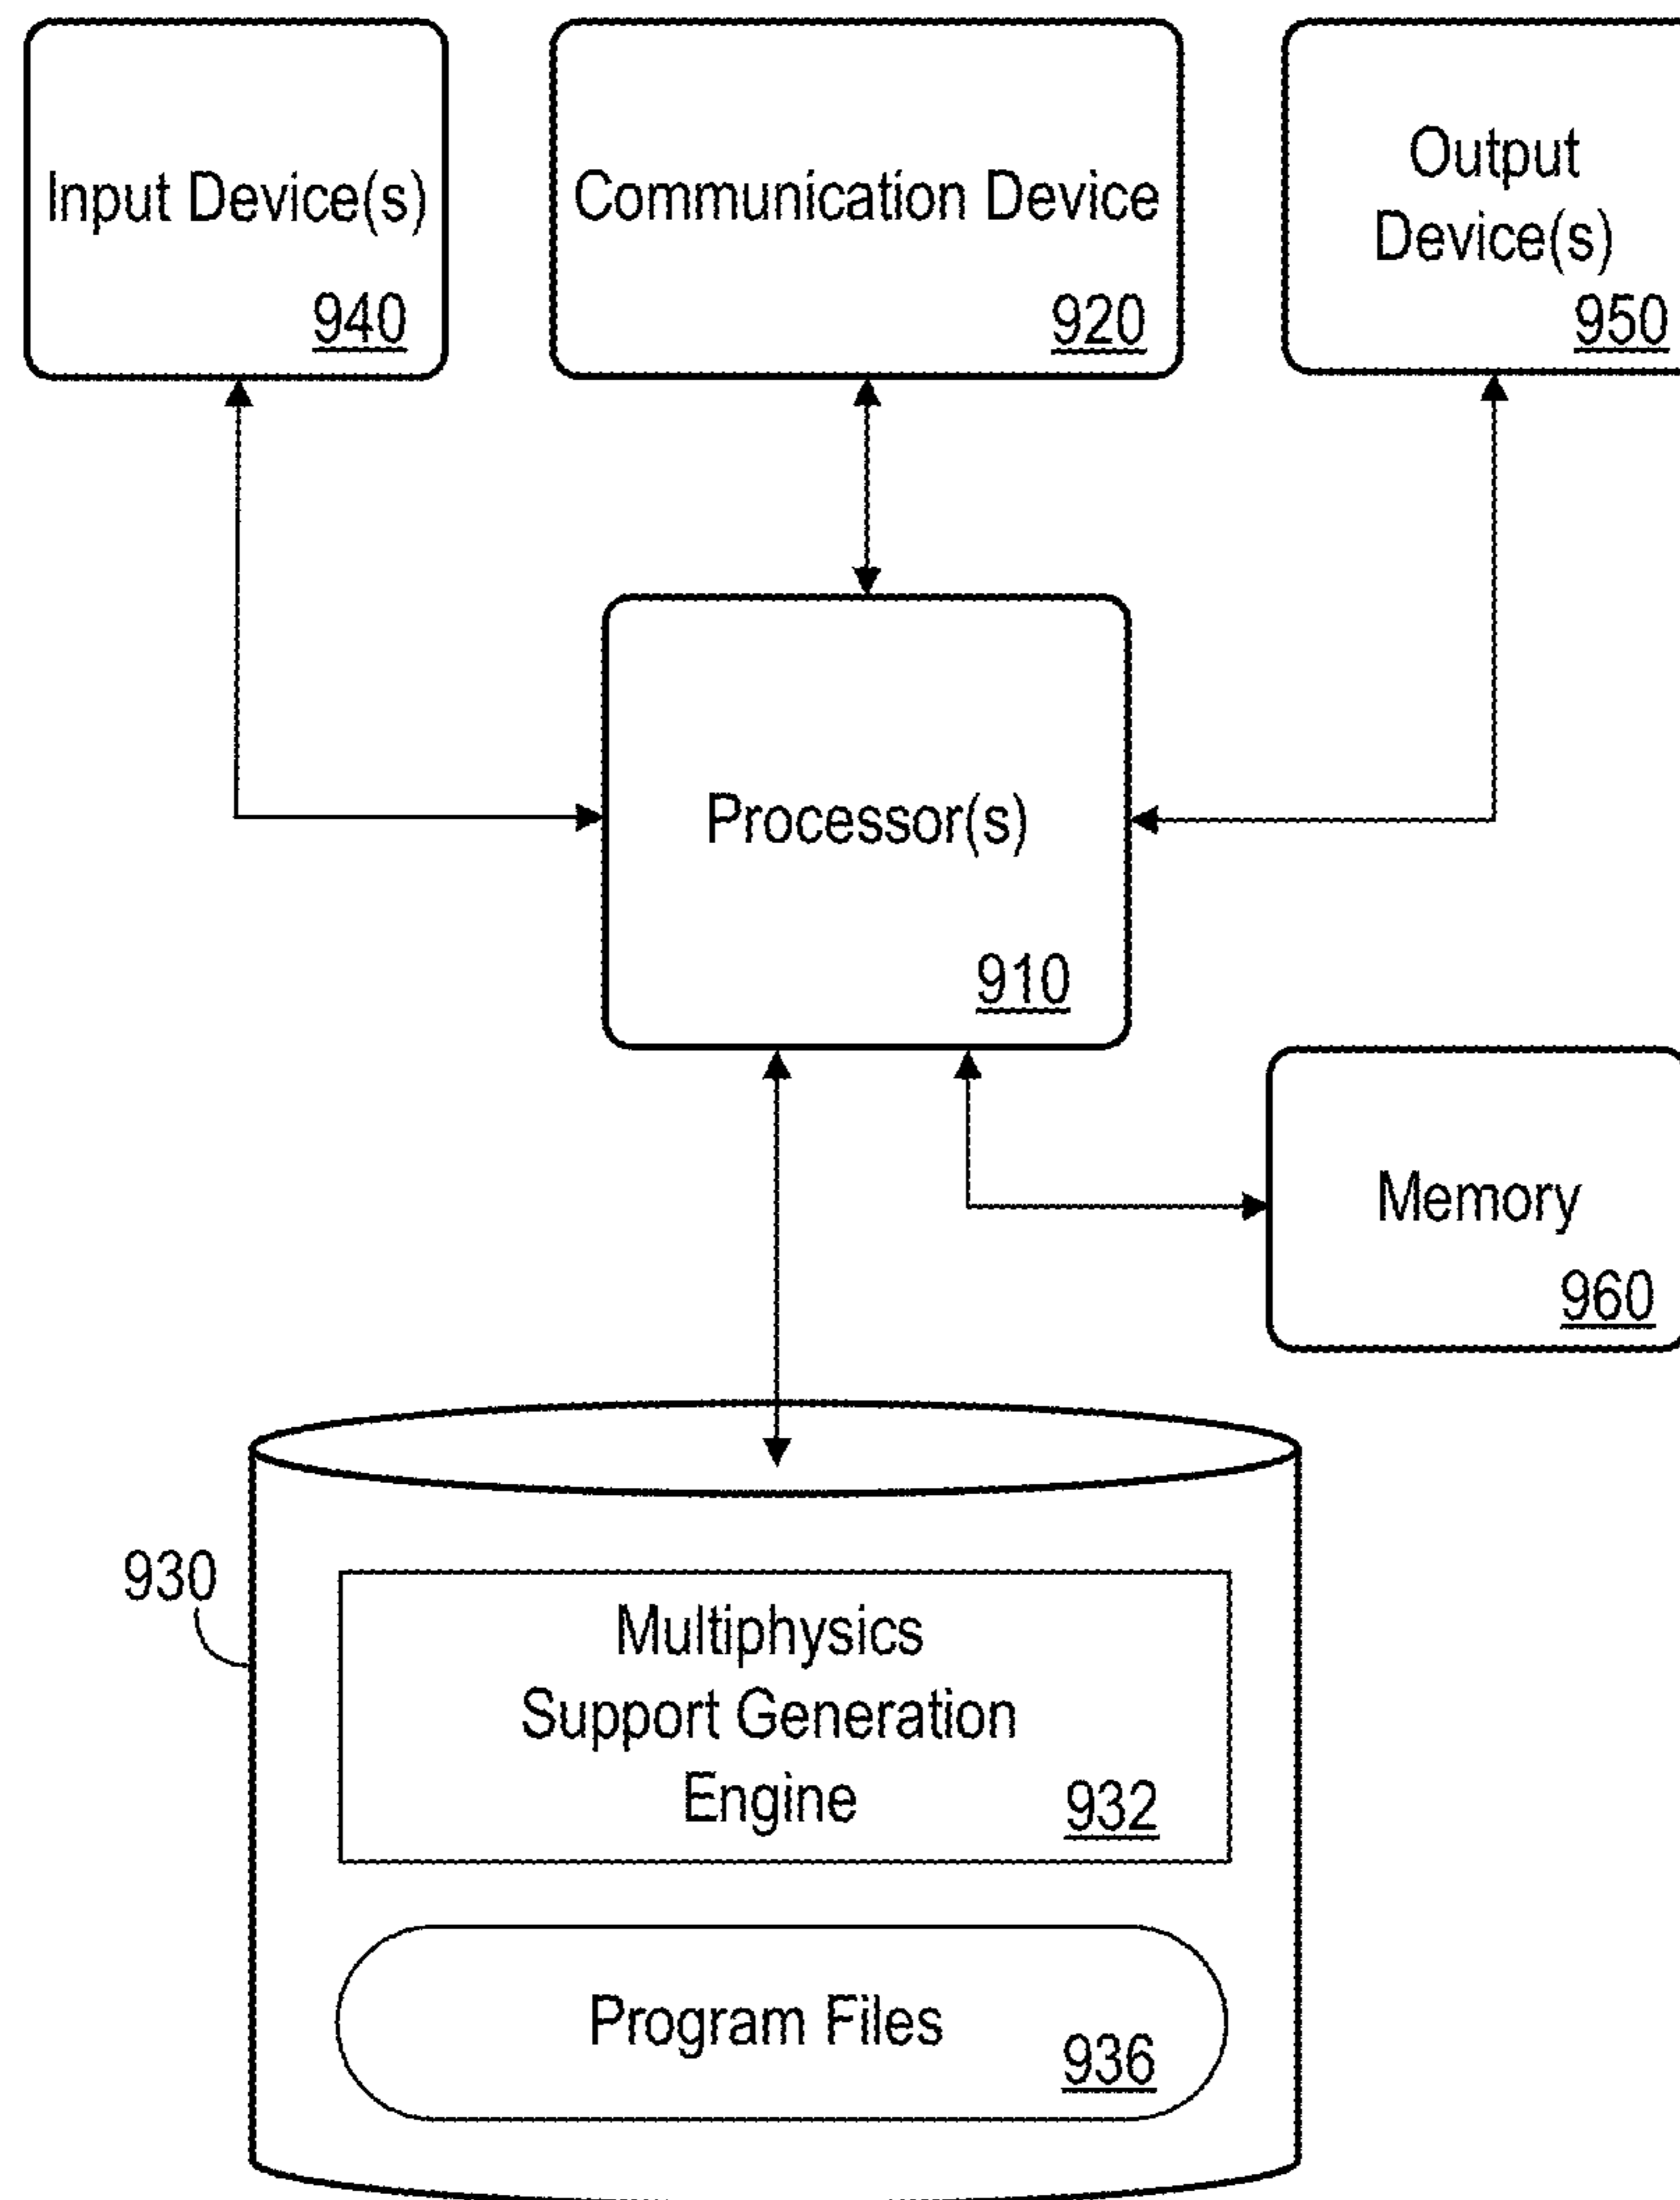 Input Device(s)
940
Communication Device
920
Output
Device(s)
950
Processor(s)
910
Memory
960
930
Multiphysics
Support Generation
Engine
932
Program Files
936